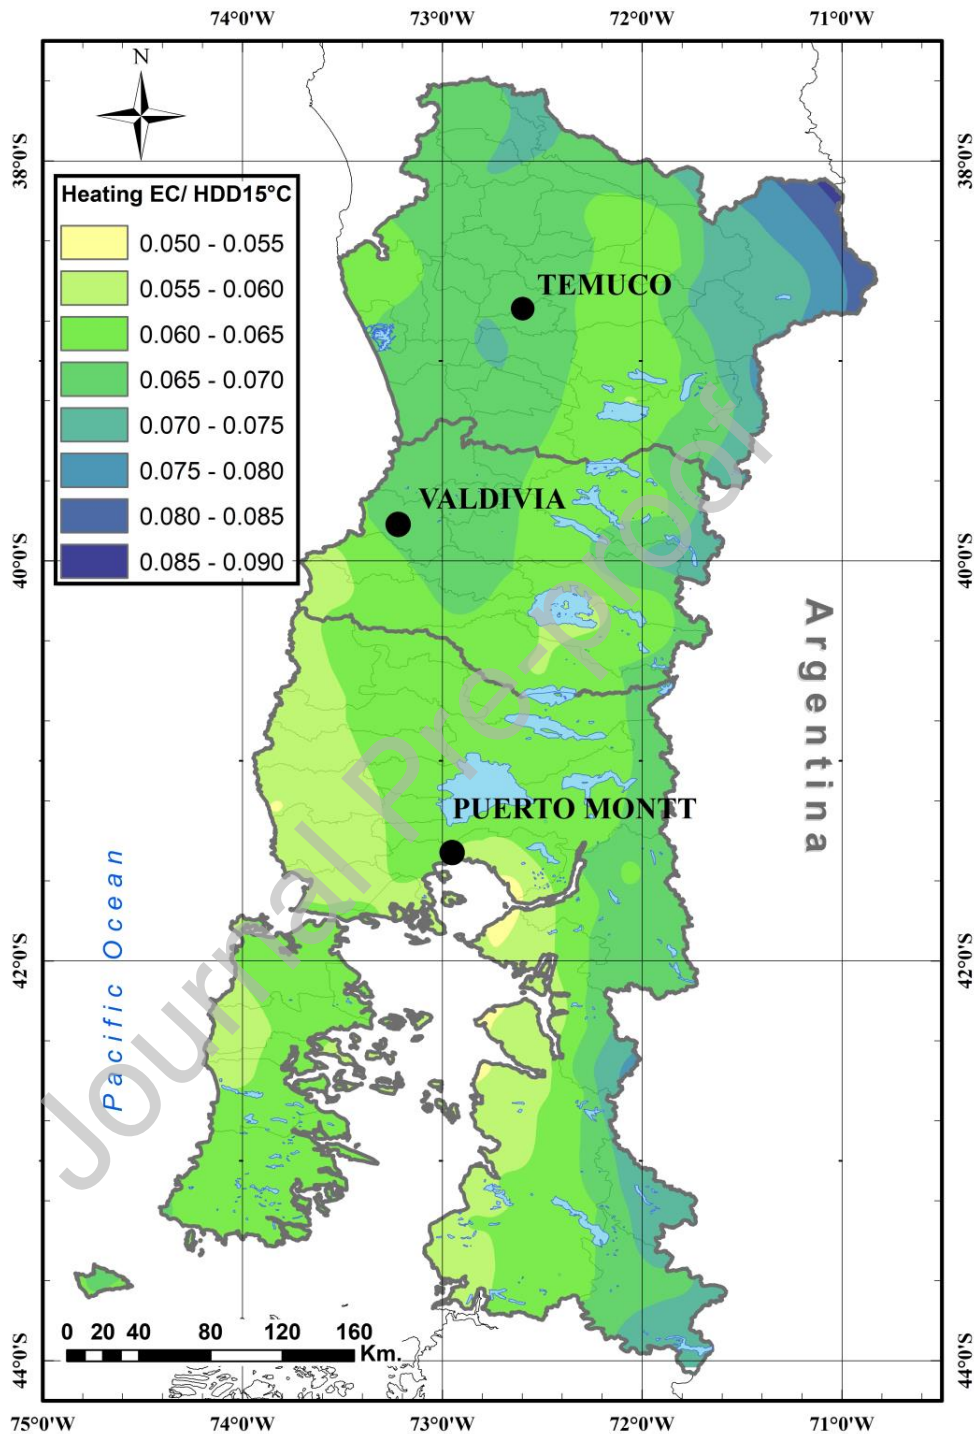 74°0'W 73°0'W 72°0'W 71°0'W
N
38°0'S 38°0'S
Heating EC/ HDD15°C
0.050 - 0.055
0.055 - 0.060
0.060 - 0.065
0.065 - 0.070
0.070 - 0.075
0.075 - 0.080
0.080 - 0.085
0.085 - 0.090
TEMUCO
VALDIVIA
40°0'S 40°0'S
Argentina
PUERTO MONTT
Pacific Ocean
42°0'S 42°0'S
Journal Pre-proof
0 20 40 80 120 160
Km.
44°0'S 44°0'S
75°0'W 74°0'W 73°0'W 72°0'W 71°0'W